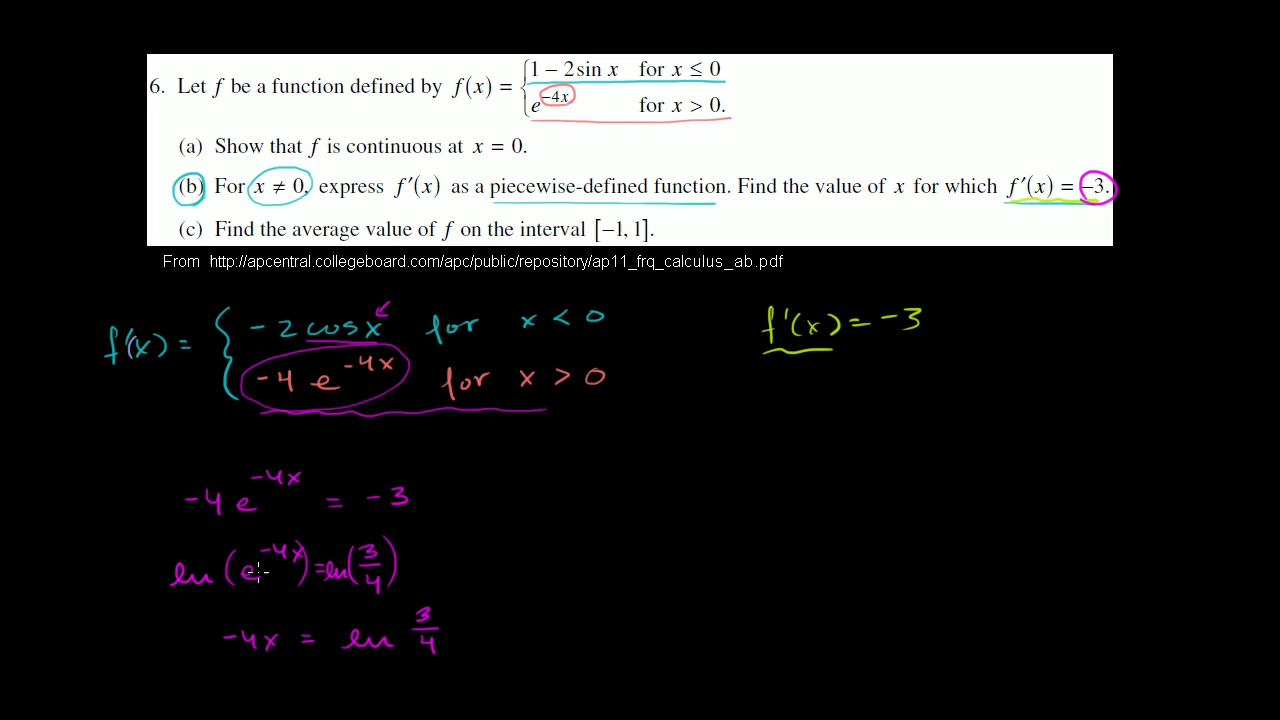 6. Let f be a function defined by f(x) = { 1 − 2 sin x for x ≤ 0
e^{−4x} for x > 0.
(a) Show that f is continuous at x = 0.
(b) For x ≠ 0, express f′(x) as a piecewise-defined function. Find the value of x for which f′(x) = −3.
(c) Find the average value of f on the interval [−1, 1].
From http://apcentral.collegeboard.com/apc/public/repository/ap11_frq_calculus_ab.pdf
f'(x) = { -2 cos x for x < 0
-4 e^{-4x} for x > 0
f'(x) = -3
-4 e^{-4x} = -3
ln (e^{-4x}) = ln(3/4)
-4x = ln 3/4